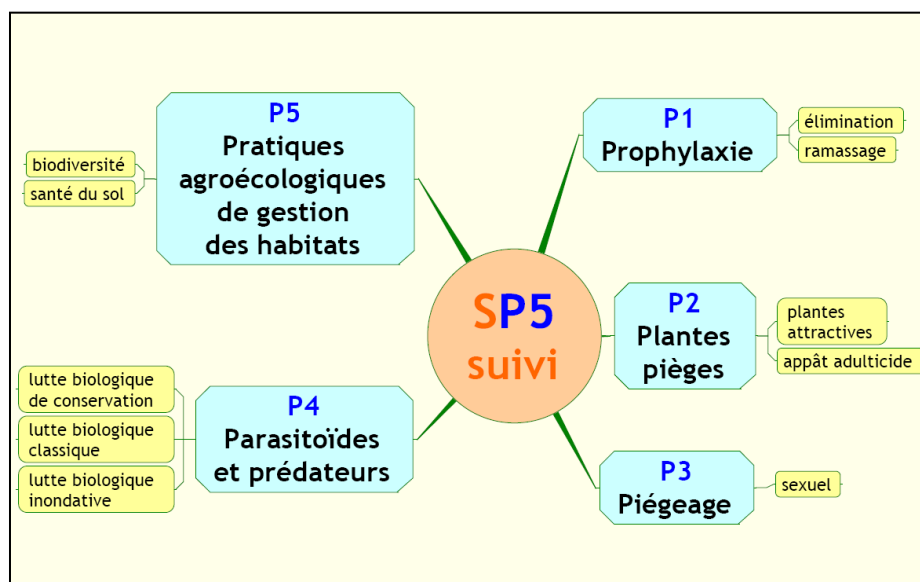 SP5
suivi
P1
Prophylaxie
élimination
ramassage
P2
Plantes
pièges
plantes
attractives
appât adulticide
P3
Piégeage
sexuel
P4
Parasitoïdes
et prédateurs
lutte biologique
de conservation
lutte biologique
classique
lutte biologique
inondative
P5
Pratiques
agroécologiques
de gestion
des habitats
biodiversité
santé du sol